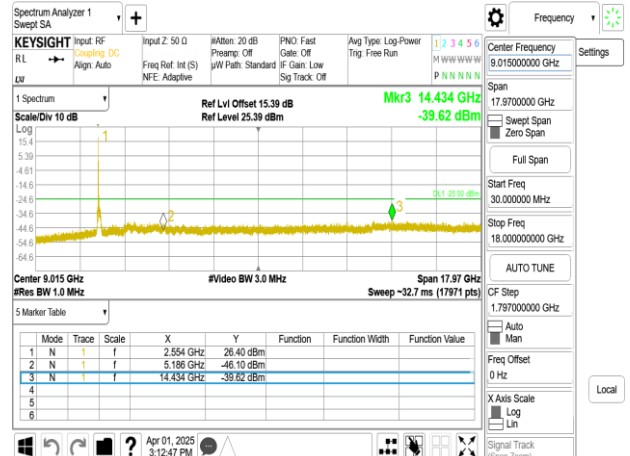 Spectrum Analyzer 1
Swept SA
+
Frequency
KEYSIGHT
RL
Input: RF
Coupling: DC
Align: Auto
Input Z: 50 Ω
Freq Ref: Int (S)
NFE: Adaptive
#Atten: 20 dB
Preamp: Off
µW Path: Standard
PNO: Fast
Gate: Off
IF Gain: Low
Sig Track: Off
Avg Type: Log-Power
Trig: Free Run
1 2 3 4 5 6
M W W W W W
P N N N N N
1 Spectrum
Scale/Div 10 dB
Ref Lvl Offset 15.39 dB
Ref Level 25.39 dBm
Mkr3 14.434 GHz
-39.62 dBm
Log
15.4
5.39
-4.61
-14.6
-24.6
-34.6
-44.6
-54.6
-64.6
1
2
3
DL1 -25.00 dBm
Center 9.015 GHz
#Res BW 1.0 MHz
#Video BW 3.0 MHz
Span 17.97 GHz
Sweep ~32.7 ms (17971 pts)
5 Marker Table
Mode Trace Scale X Y Function Function Width Function Value
1 N 1 f 2.554 GHz 26.40 dBm
2 N 1 f 5.186 GHz -46.10 dBm
3 N 1 f 14.434 GHz -39.62 dBm
4
5
6
?
Apr 01, 2025
3:12:47 PM
Center Frequency
9.015000000 GHz
Span
17.9700000 GHz
Swept Span
Zero Span
Full Span
Start Freq
30.000000 MHz
Stop Freq
18.000000000 GHz
AUTO TUNE
CF Step
1.797000000 GHz
Auto
Man
Freq Offset
0 Hz
X Axis Scale
Log
Lin
Signal Track
(Span Zoom)
Settings
Local